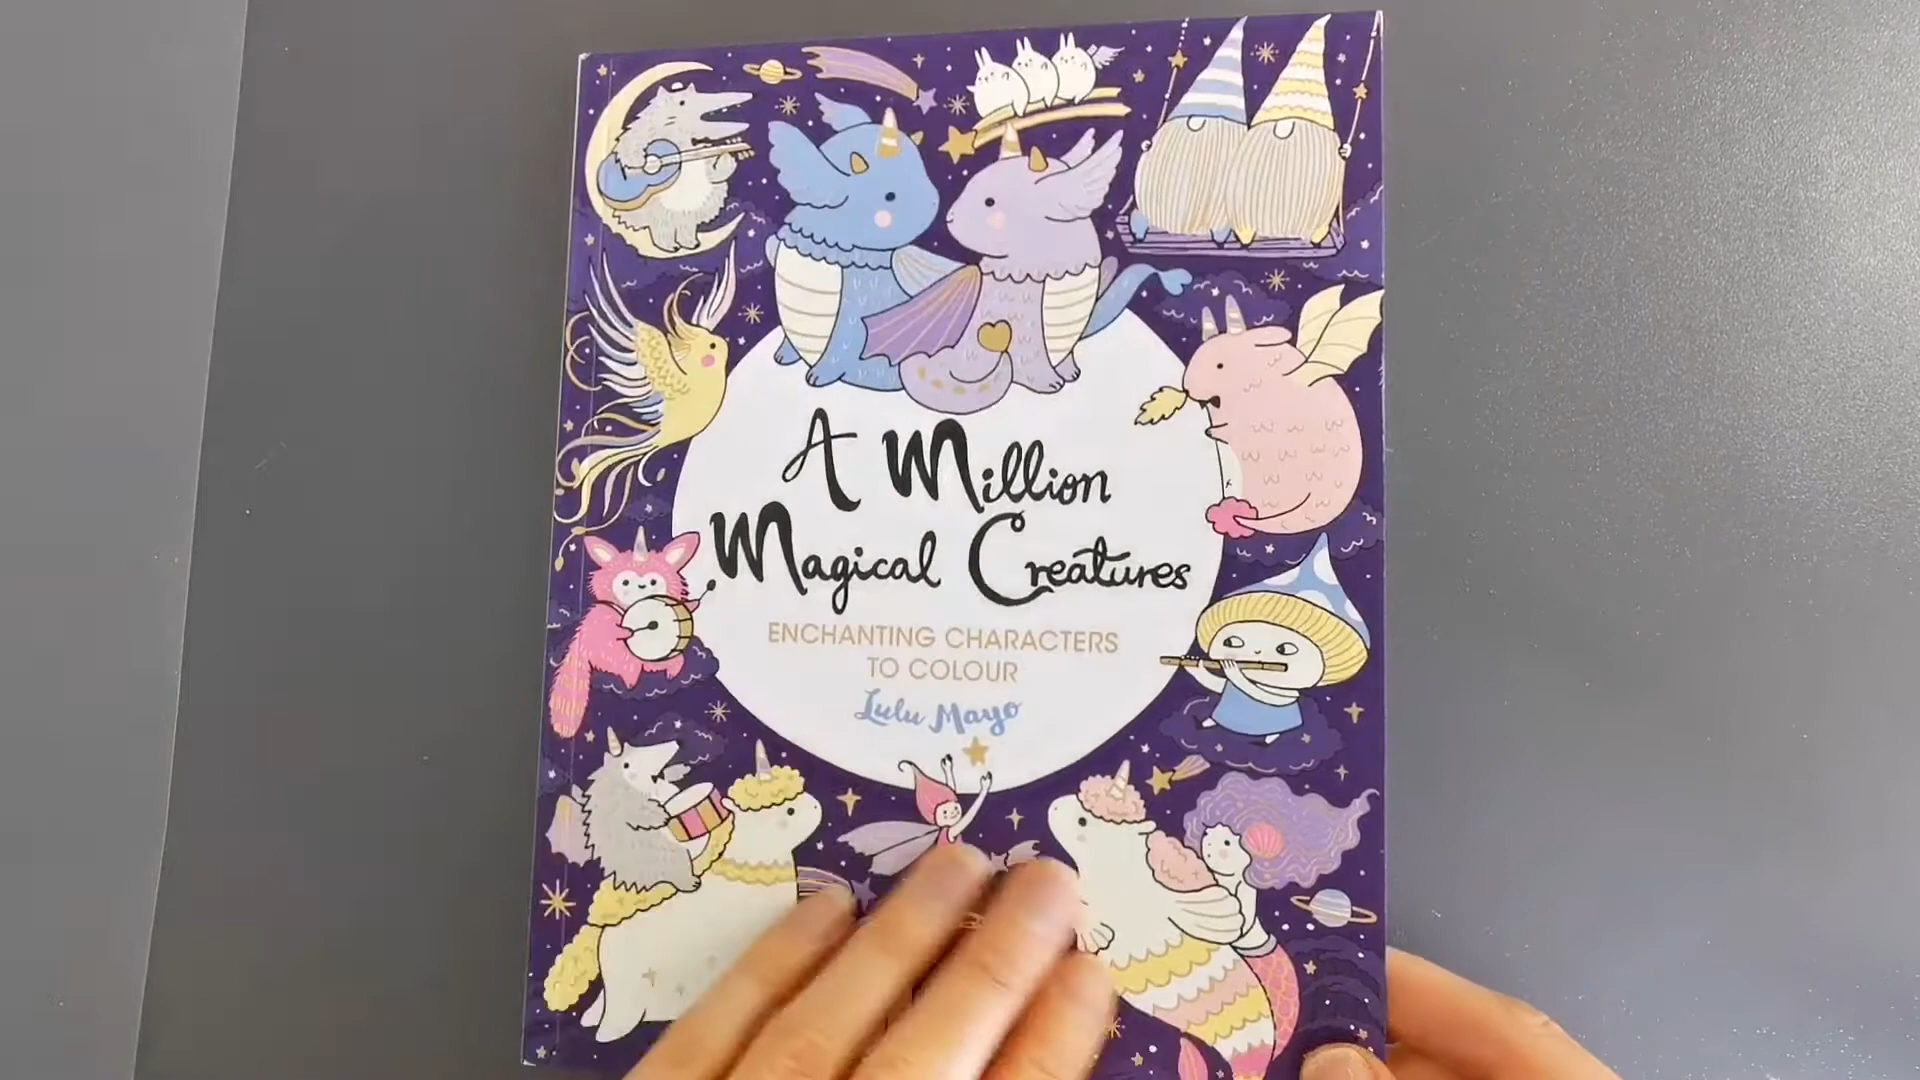 A Million
Magical Creatures
ENCHANTING CHARACTERS
TO COLOUR
Lulu Mayo